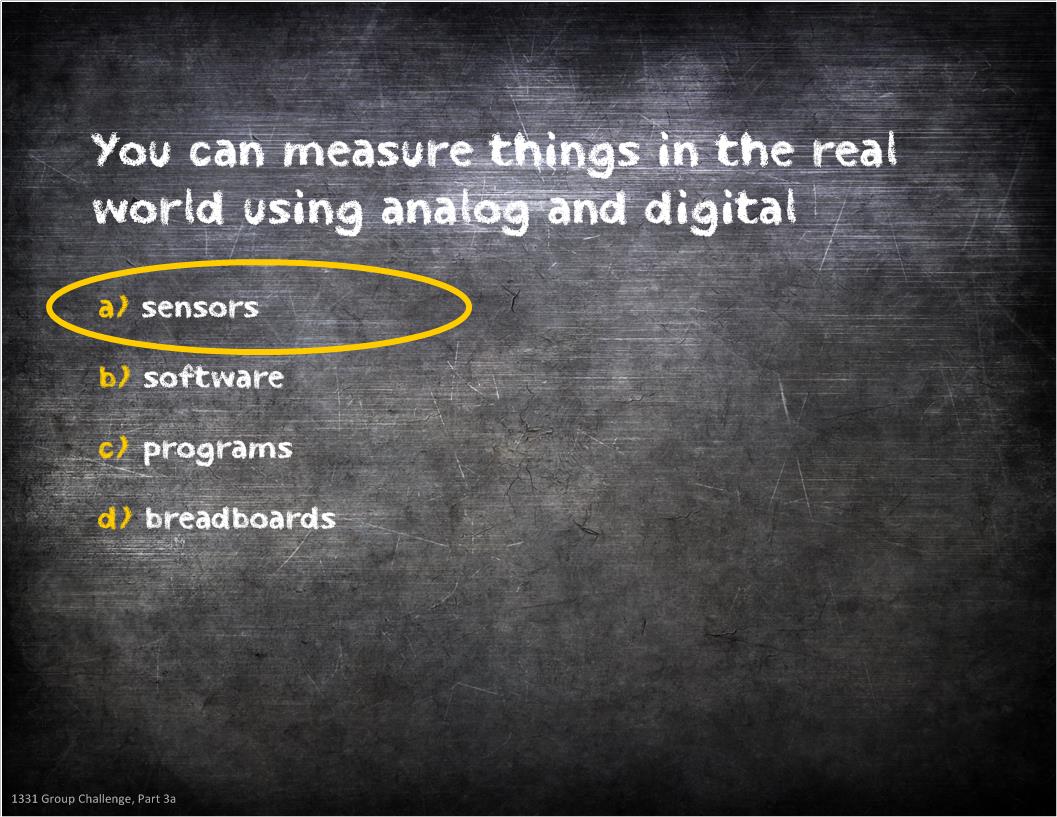 You can measure things in the real
world using analog and digital
a) sensors
b) software
c) programs
d) breadboards
1331 Group Challenge, Part 3a